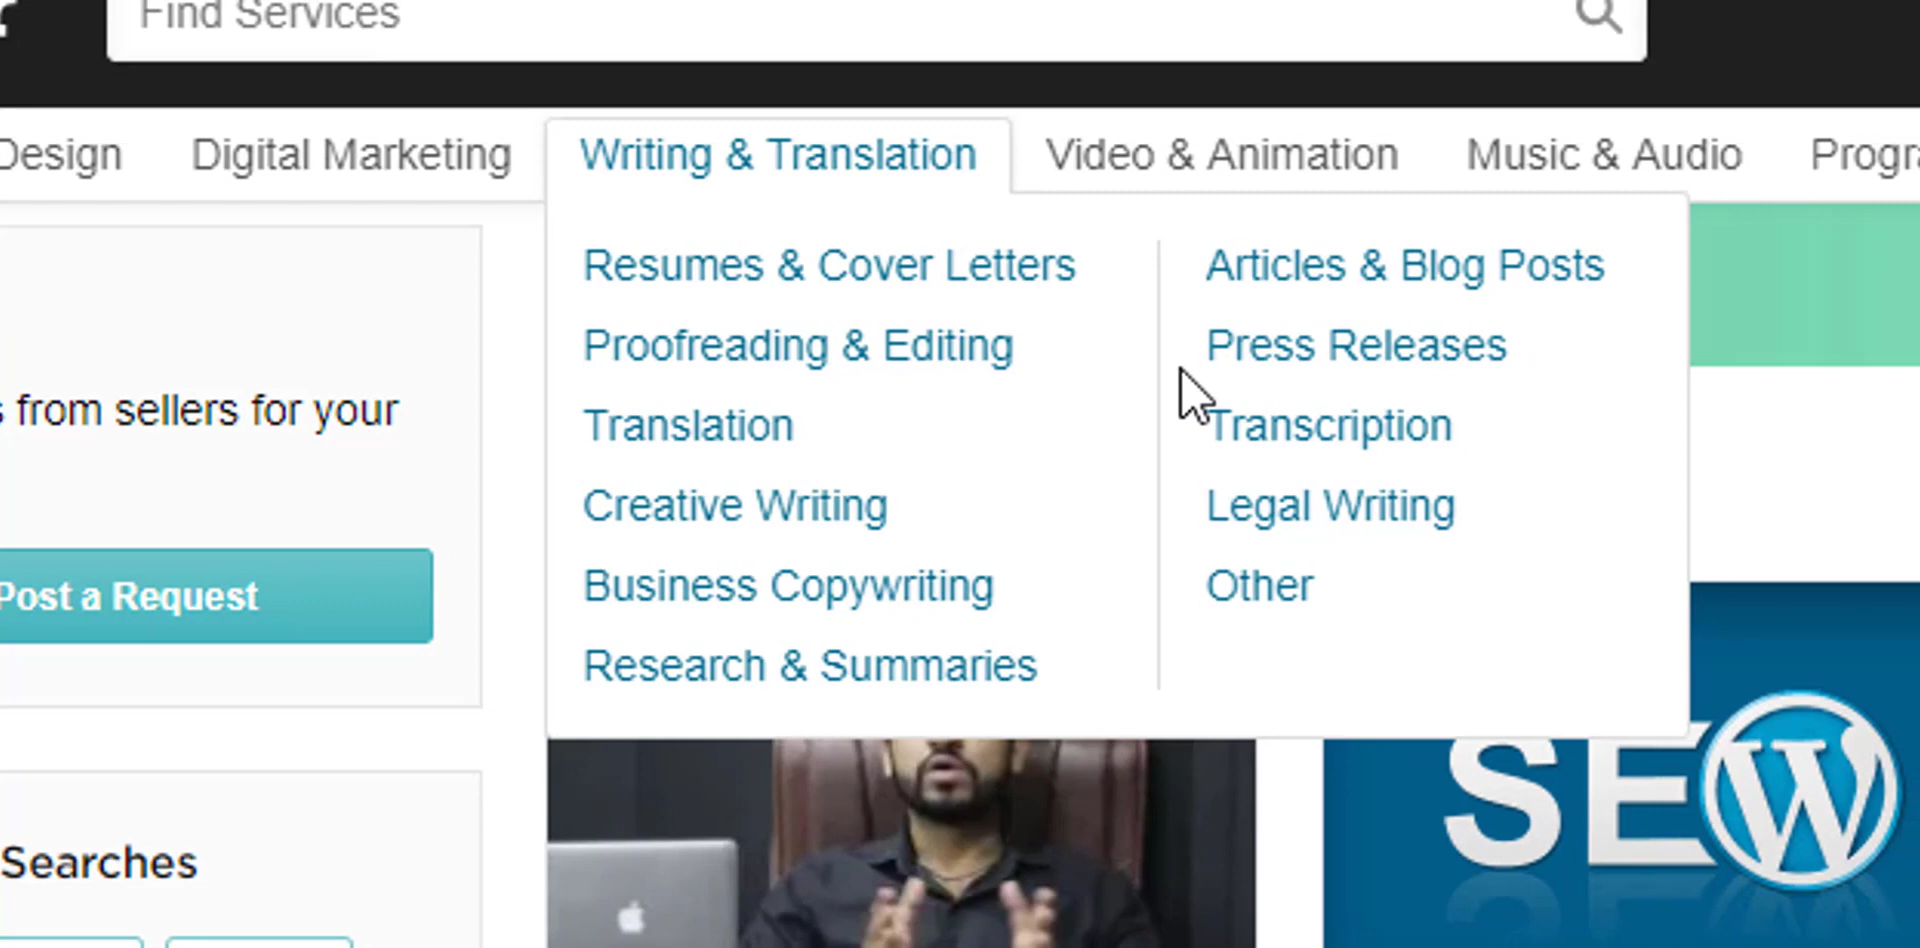 Find Services
Design
Digital Marketing
Writing & Translation
Video & Animation
Music & Audio
Progra
Resumes & Cover Letters
Proofreading & Editing
Translation
Creative Writing
Business Copywriting
Research & Summaries
Articles & Blog Posts
Press Releases
Transcription
Legal Writing
Other
s from sellers for your
Post a Request
Searches
SE
W